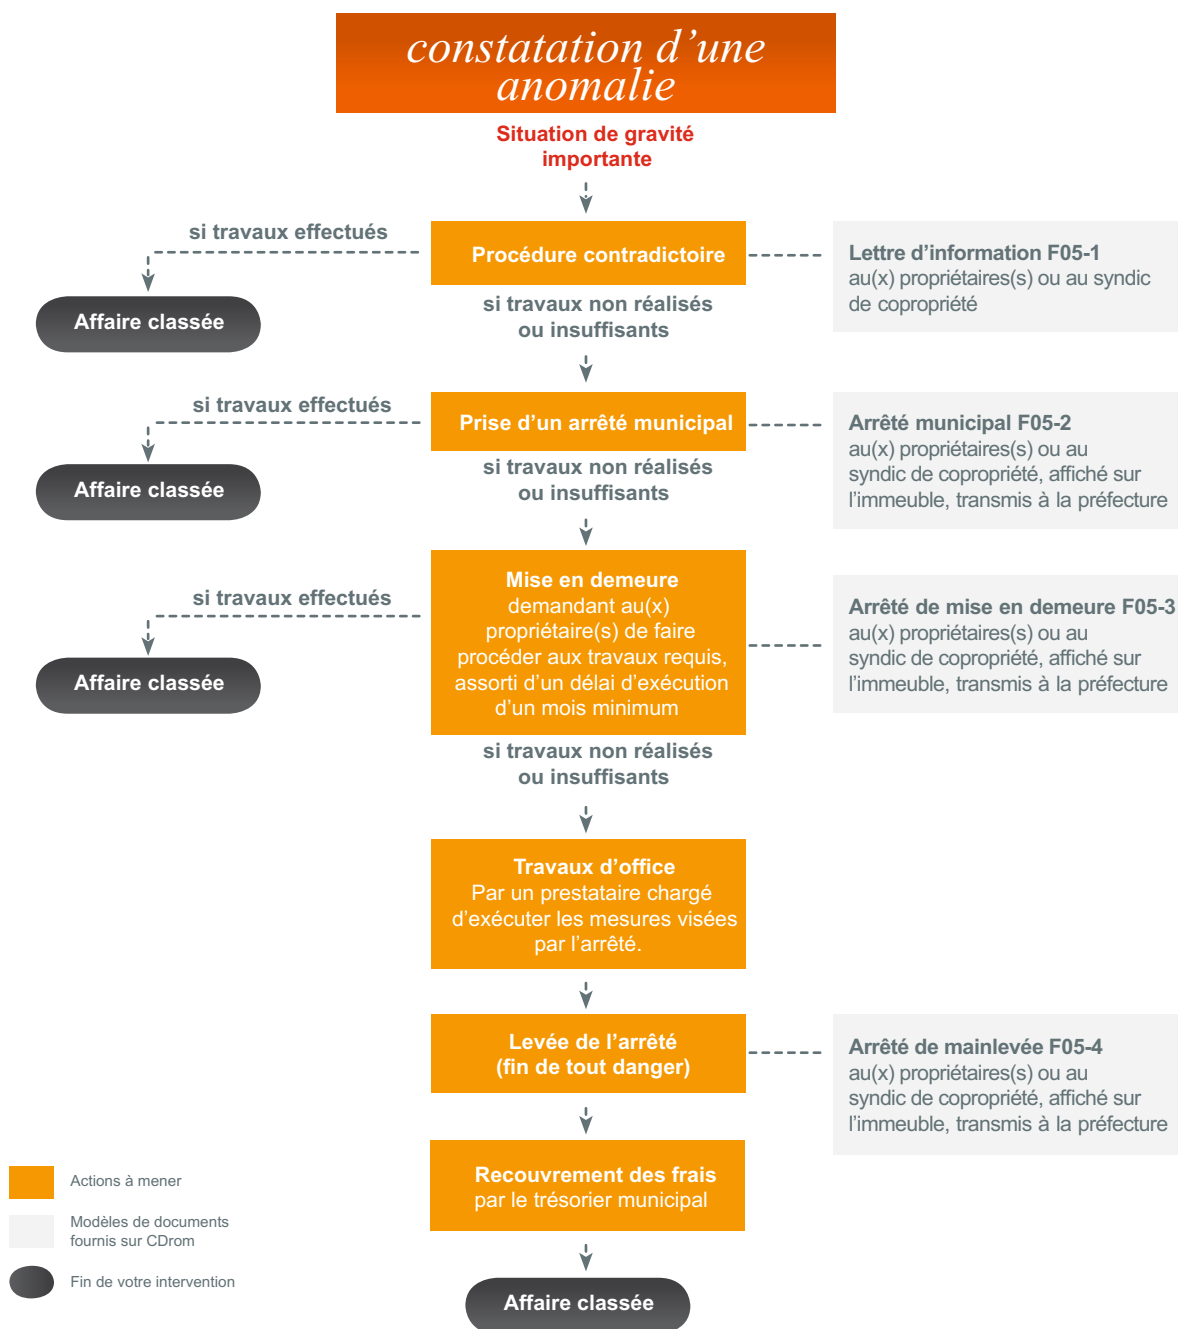 constatation d’une
anomalie
Situation de gravité
importante
si travaux effectués
Procédure contradictoire
Lettre d’information F05-1
au(x) propriétaires(s) ou au syndic
de copropriété
Affaire classée
si travaux non réalisés
ou insuffisants
si travaux effectués
Prise d’un arrêté municipal
Arrêté municipal F05-2
au(x) propriétaires(s) ou au
syndic de copropriété, affiché sur
l’immeuble, transmis à la préfecture
Affaire classée
si travaux non réalisés
ou insuffisants
si travaux effectués
Mise en demeure
demandant au(x)
propriétaire(s) de faire
procéder aux travaux requis,
assorti d’un délai d’exécution
d’un mois minimum
Arrêté de mise en demeure F05-3
au(x) propriétaires(s) ou au
syndic de copropriété, affiché sur
l’immeuble, transmis à la préfecture
Affaire classée
si travaux non réalisés
ou insuffisants
Travaux d’office
Par un prestataire chargé
d’exécuter les mesures visées
par l’arrêté.
Levée de l’arrêté
(fin de tout danger)
Arrêté de mainlevée F05-4
au(x) propriétaires(s) ou au
syndic de copropriété, affiché sur
l’immeuble, transmis à la préfecture
Recouvrement des frais
par le trésorier municipal
Affaire classée
Actions à mener
Modèles de documents
fournis sur CDrom
Fin de votre intervention